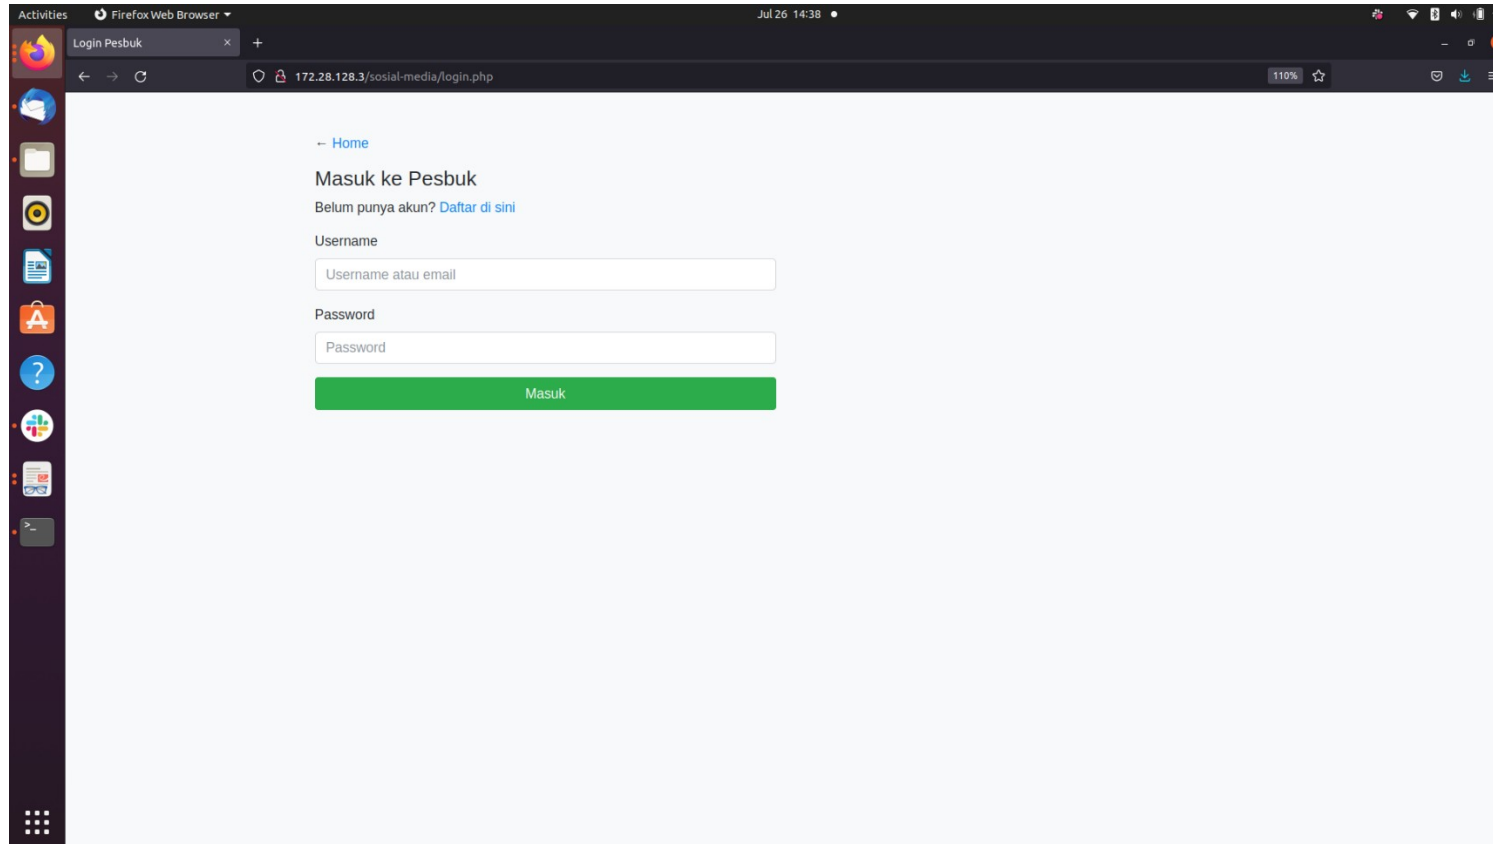 Activities Firefox Web Browser Jul 26 14:38
Login Pesbuk
172.28.128.3/sosial-media/login.php 110%
← Home
Masuk ke Pesbuk
Belum punya akun? Daftar di sini
Username
Username atau email
Password
Password
Masuk